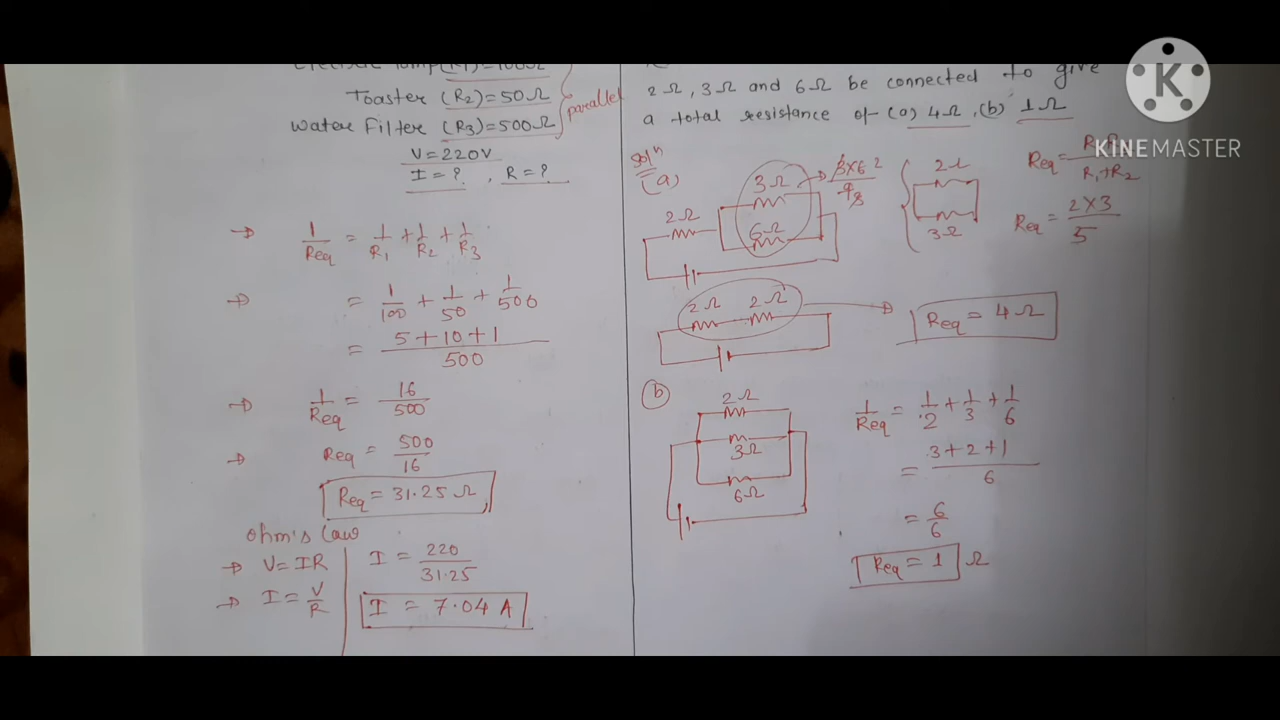 Toaster (R2) = 50Ω
Water Filter (R3) = 500Ω
parallel
V = 220V
I = ? , R = ?
→ 1/Req = 1/R1 + 1/R2 + 1/R3
→ = 1/100 + 1/50 + 1/500
= 5+10+1/500
→ 1/Req = 16/500
→ Req = 500/16
Req = 31.25 Ω
Ohm's Law
→ V = IR
→ I = V/R
I = 220/31.25
I = 7.04 A
2Ω, 3Ω and 6Ω be connected to give
a total resistance of (a) 4Ω, (b) 1Ω
Solⁿ
(a)
2Ω
3Ω
6Ω
2Ω
3Ω
R1+R2
Req = 2×3/5
2Ω 2Ω
Req = 4Ω
(b)
2Ω
3Ω
6Ω
1/Req = 1/2 + 1/3 + 1/6
= 3+2+1/6
= 6/6
Req = 1 Ω
K
KINEMASTER